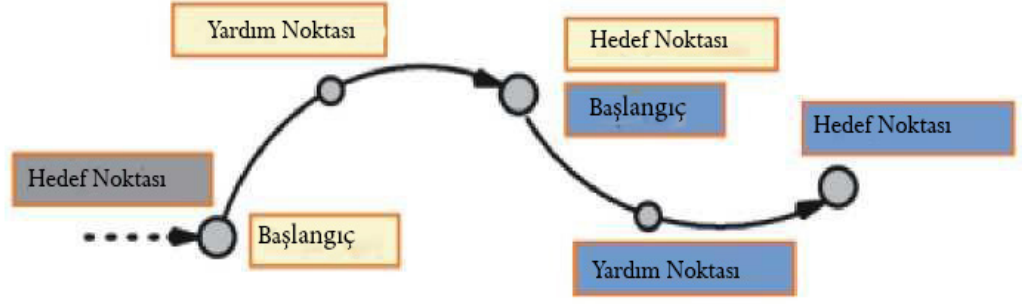 Yardım Noktası
Hedef Noktası
Başlangıç
Hedef Noktası
Hedef Noktası
Başlangıç
Yardım Noktası